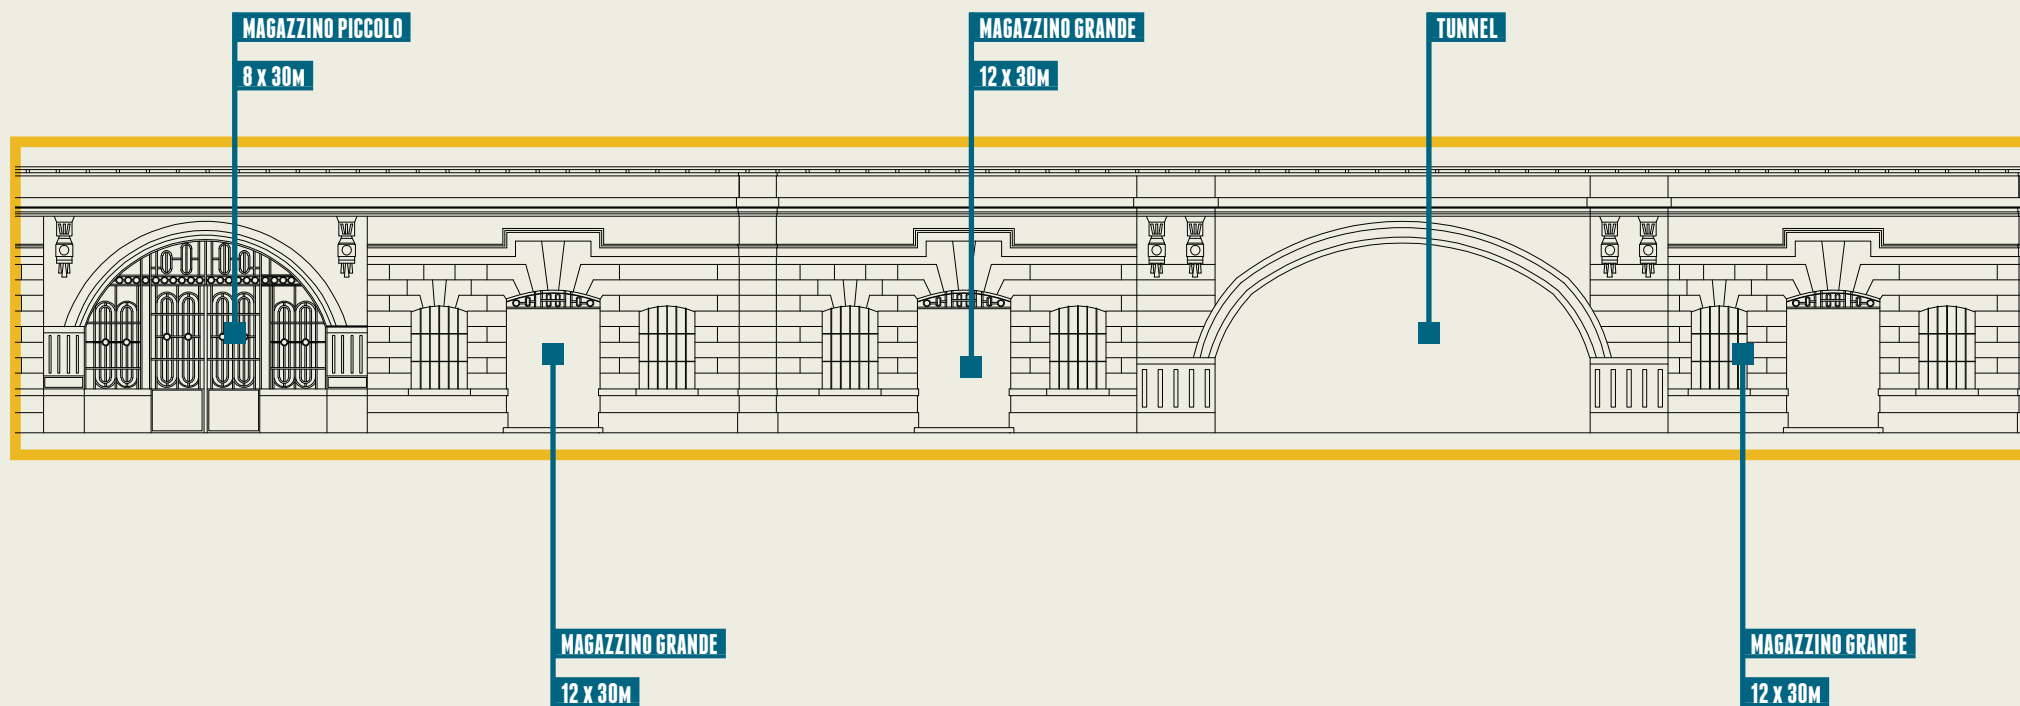 MAGAZZINO PICCOLO
8 X 30M
MAGAZZINO GRANDE
12 X 30M
TUNNEL
MAGAZZINO GRANDE
12 X 30M
MAGAZZINO GRANDE
12 X 30M